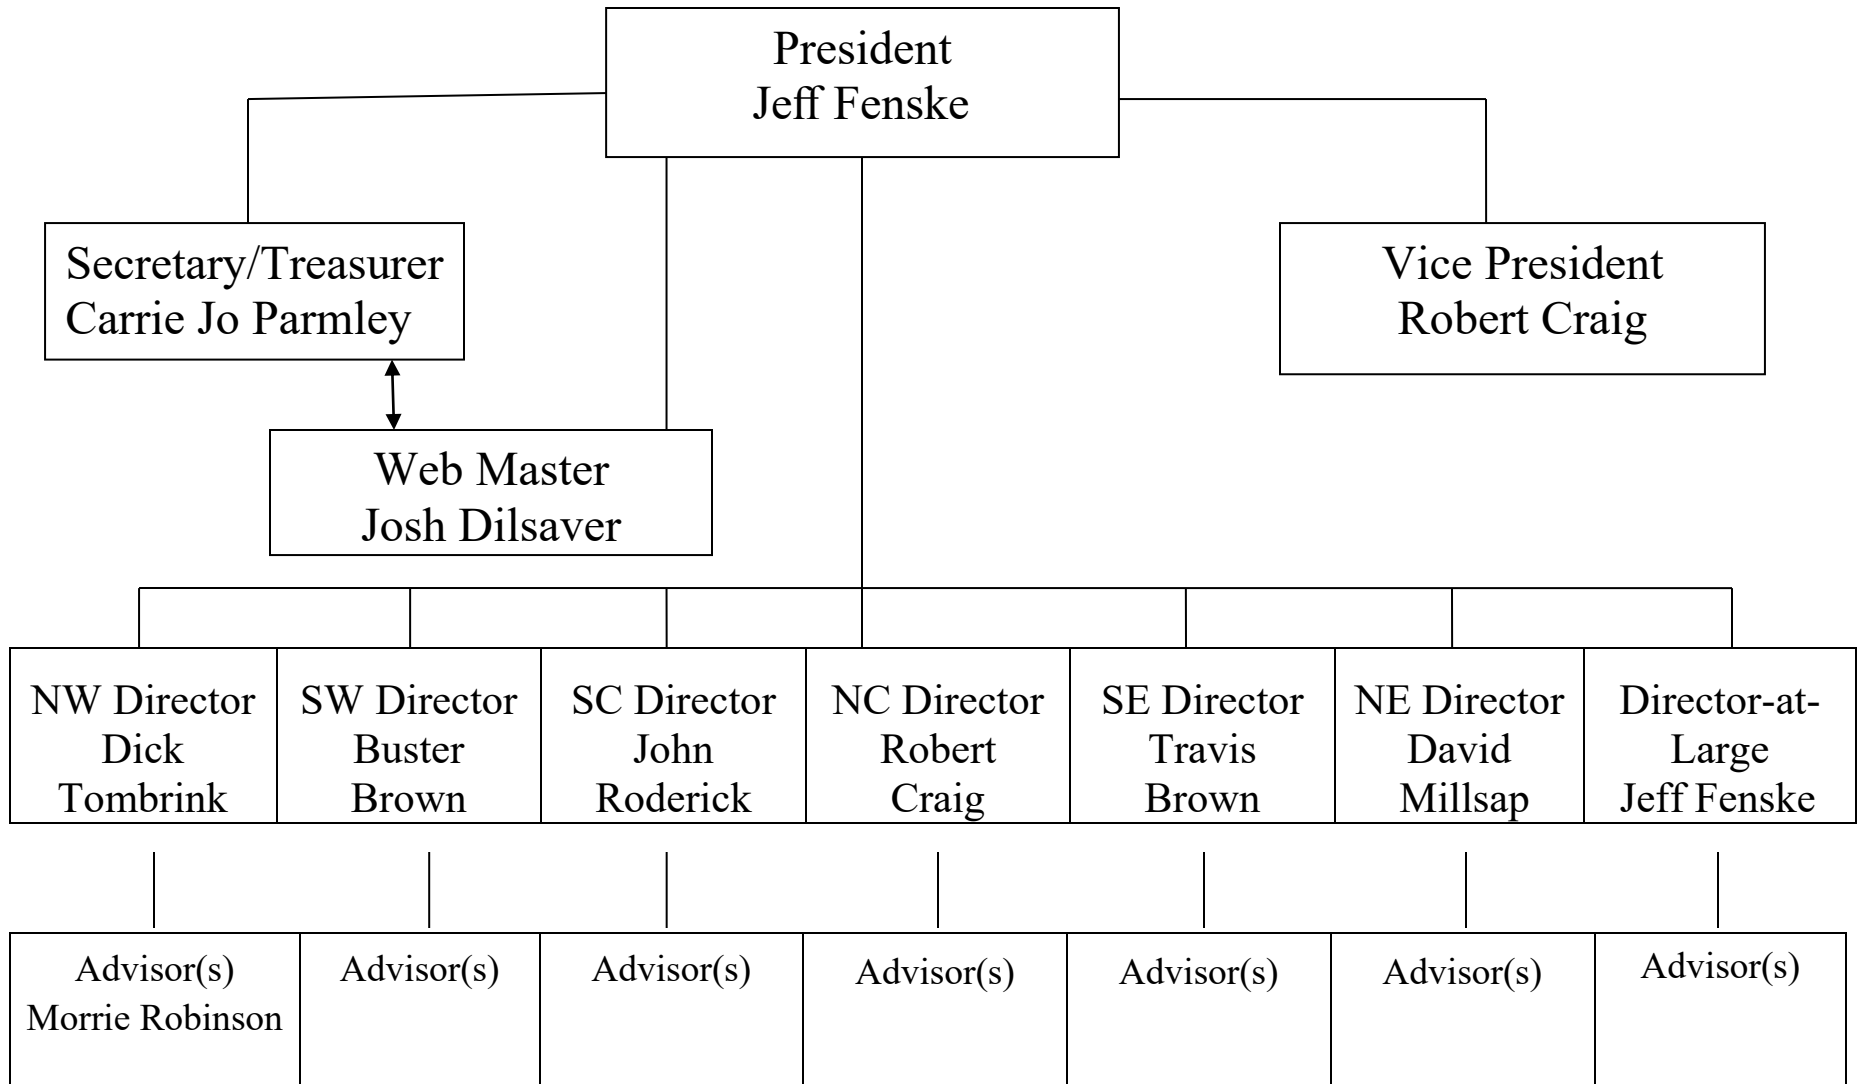 President
Jeff Fenske
Secretary/Treasurer
Carrie Jo Parmley
Vice President
Robert Craig
Web Master
Josh Dilsaver
NW Director
Dick
Tombrink
SW Director
Buster
Brown
SC Director
John
Roderick
NC Director
Robert
Craig
SE Director
Travis
Brown
NE Director
David
Millsap
Director-at-
Large
Jeff Fenske
Advisor(s)
Morrie Robinson
Advisor(s)
Advisor(s)
Advisor(s)
Advisor(s)
Advisor(s)
Advisor(s)